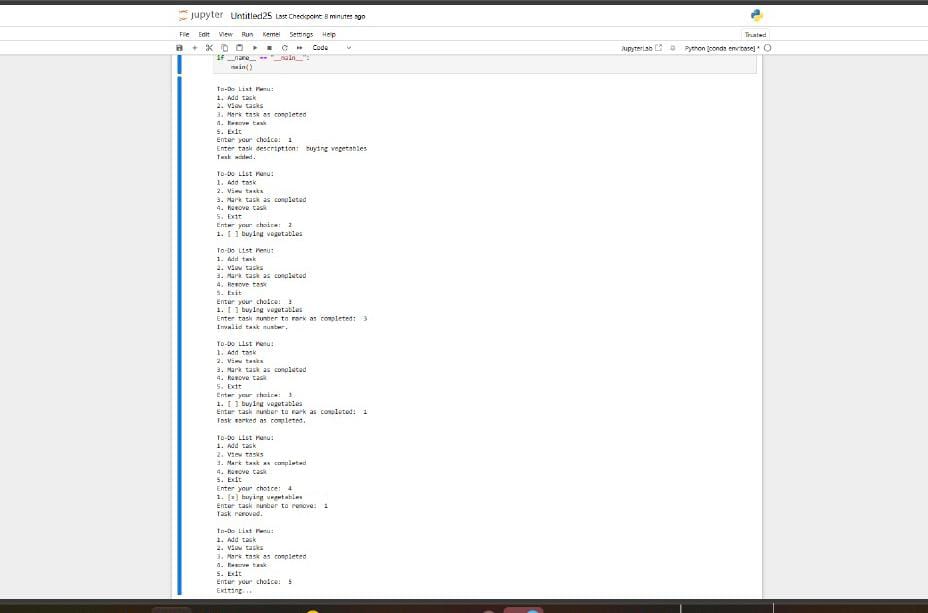 jupyter Untitled25 Last Checkpoint: 8 minutes ago
File Edit View Run Kernel Settings Help
Trusted
Code
JupyterLab
Python [conda env:base] *
if __name__ == "__main__":
main()
To-Do List Menu:
1. Add task
2. View tasks
3. Mark task as completed
4. Remove task
5. Exit
Enter your choice: 1
Enter task description: buying vegetables
Task added.
To-Do List Menu:
1. Add task
2. View tasks
3. Mark task as completed
4. Remove task
5. Exit
Enter your choice: 2
1. [ ] buying vegetables
To-Do List Menu:
1. Add task
2. View tasks
3. Mark task as completed
4. Remove task
5. Exit
Enter your choice: 3
1. [ ] buying vegetables
Enter task number to mark as completed: 3
Invalid task number.
To-Do List Menu:
1. Add task
2. View tasks
3. Mark task as completed
4. Remove task
5. Exit
Enter your choice: 3
1. [ ] buying vegetables
Enter task number to mark as completed: 1
Task marked as completed.
To-Do List Menu:
1. Add task
2. View tasks
3. Mark task as completed
4. Remove task
5. Exit
Enter your choice: 4
1. [x] buying vegetables
Enter task number to remove: 1
Task removed.
To-Do List Menu:
1. Add task
2. View tasks
3. Mark task as completed
4. Remove task
5. Exit
Enter your choice: 5
Exiting...